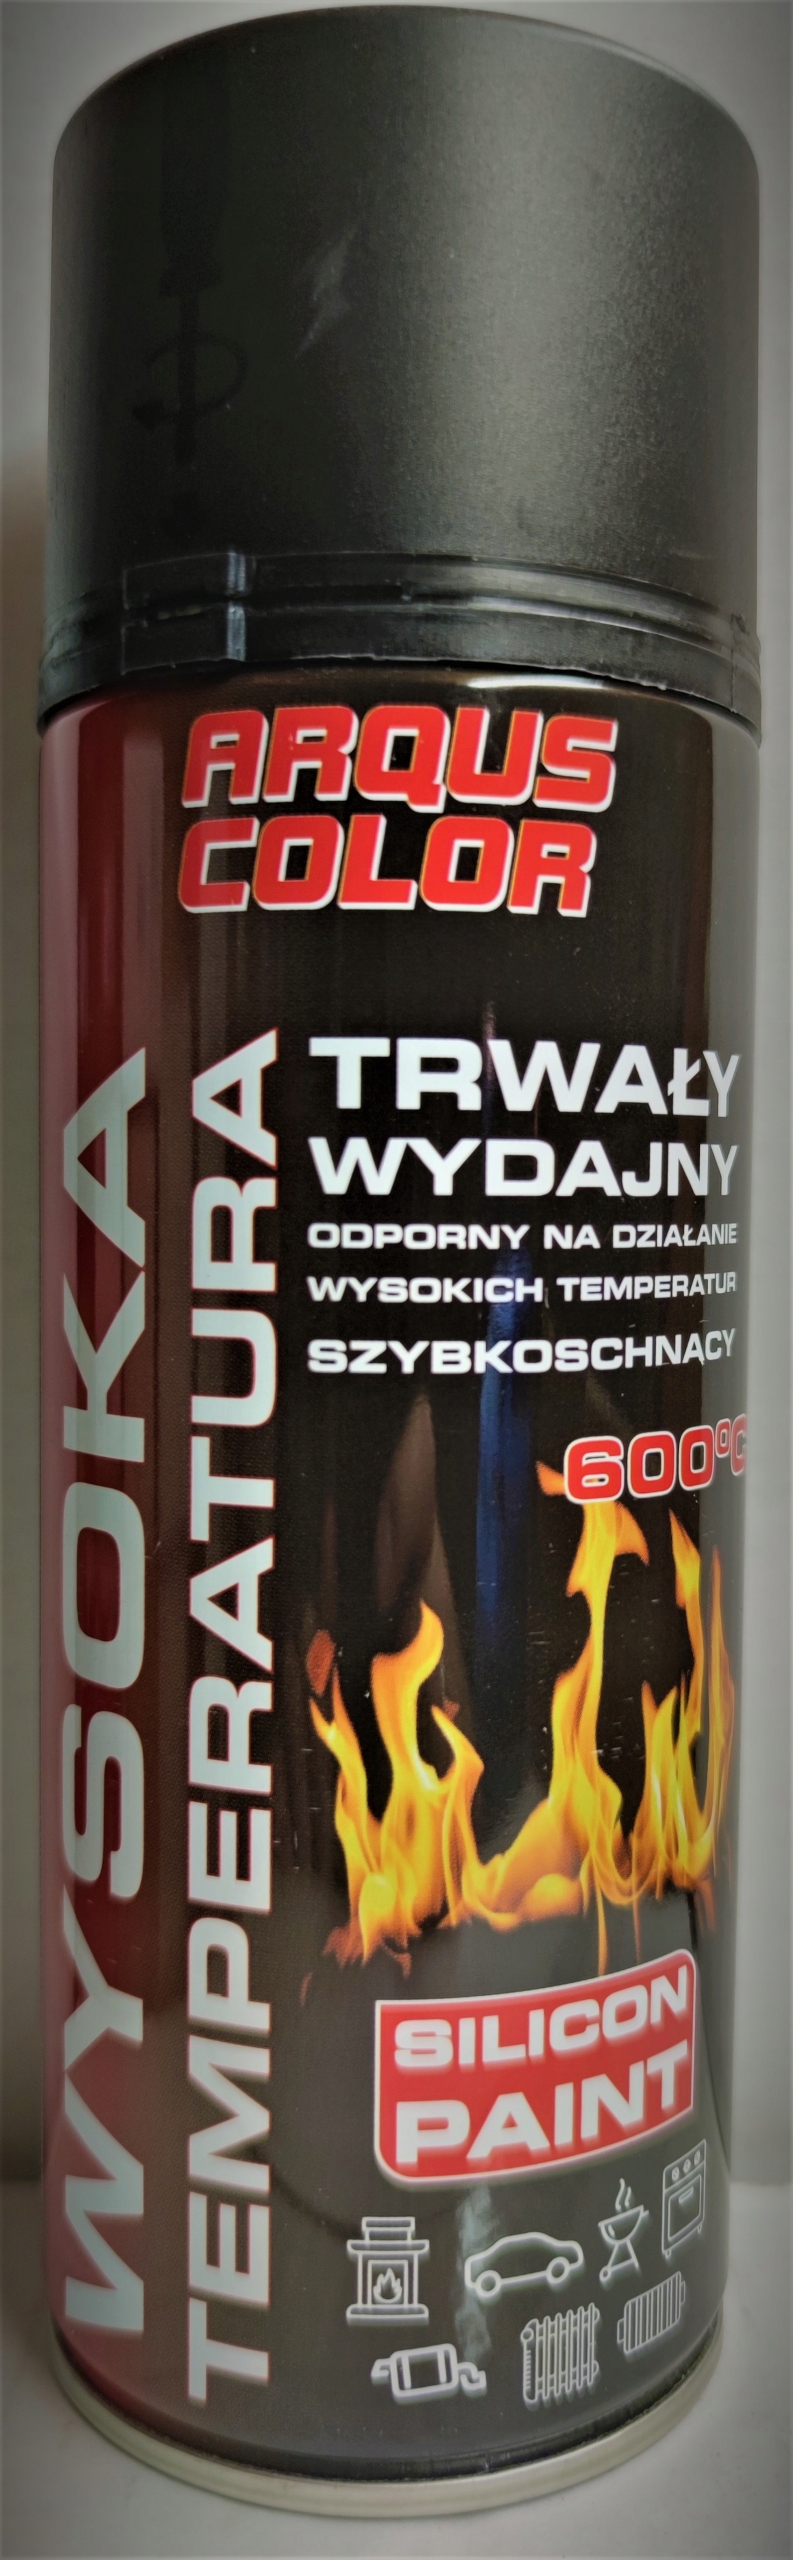 ARQUS
COLOR
WYSOKA
TEMPERATURA
TRWAŁY
WYDAJNY
ODPORNY NA DZIAŁANIE
WYSOKICH TEMPERATUR
SZYBKOSCHNĄCY
600°C
SILICON
PAINT